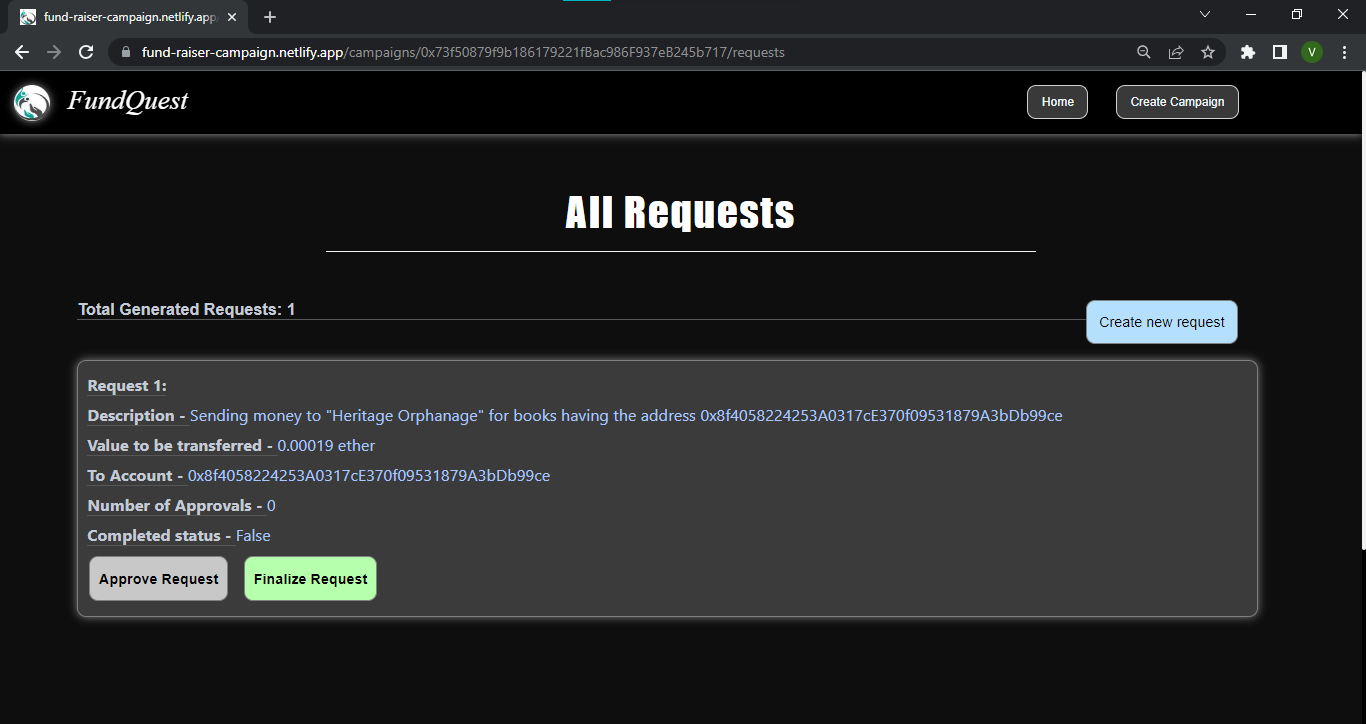 fund-raiser-campaign.netlify.app
fund-raiser-campaign.netlify.app/campaigns/0x73f50879f9b186179221fBac986F937eB245b717/requests
V
FundQuest
Home
Create Campaign
All Requests
Total Generated Requests: 1
Create new request
Request 1:
Description - Sending money to "Heritage Orphanage" for books having the address 0x8f4058224253A0317cE370f09531879A3bDb99ce
Value to be transferred - 0.00019 ether
To Account - 0x8f4058224253A0317cE370f09531879A3bDb99ce
Number of Approvals - 0
Completed status - False
Approve Request
Finalize Request